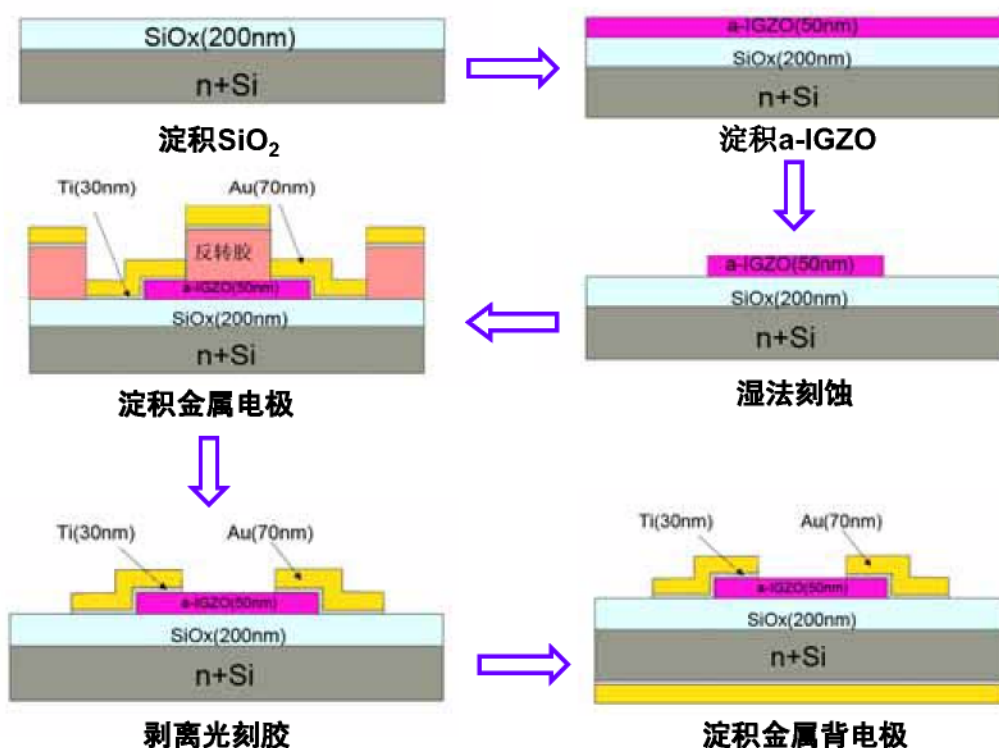 SiOx(200nm)
n+Si
淀积SiO₂
a-IGZO(50nm)
SiOx(200nm)
n+Si
淀积a-IGZO
a-IGZO(50nm)
SiOx(200nm)
n+Si
湿法刻蚀
Ti(30nm)
Au(70nm)
反转胶
a-IGZO(50nm)
SiOx(200nm)
n+Si
淀积金属电极
Ti(30nm)
Au(70nm)
a-IGZO(50nm)
SiOx(200nm)
n+Si
剥离光刻胶
Ti(30nm)
Au(70nm)
a-IGZO(50nm)
SiOx(200nm)
n+Si
淀积金属背电极